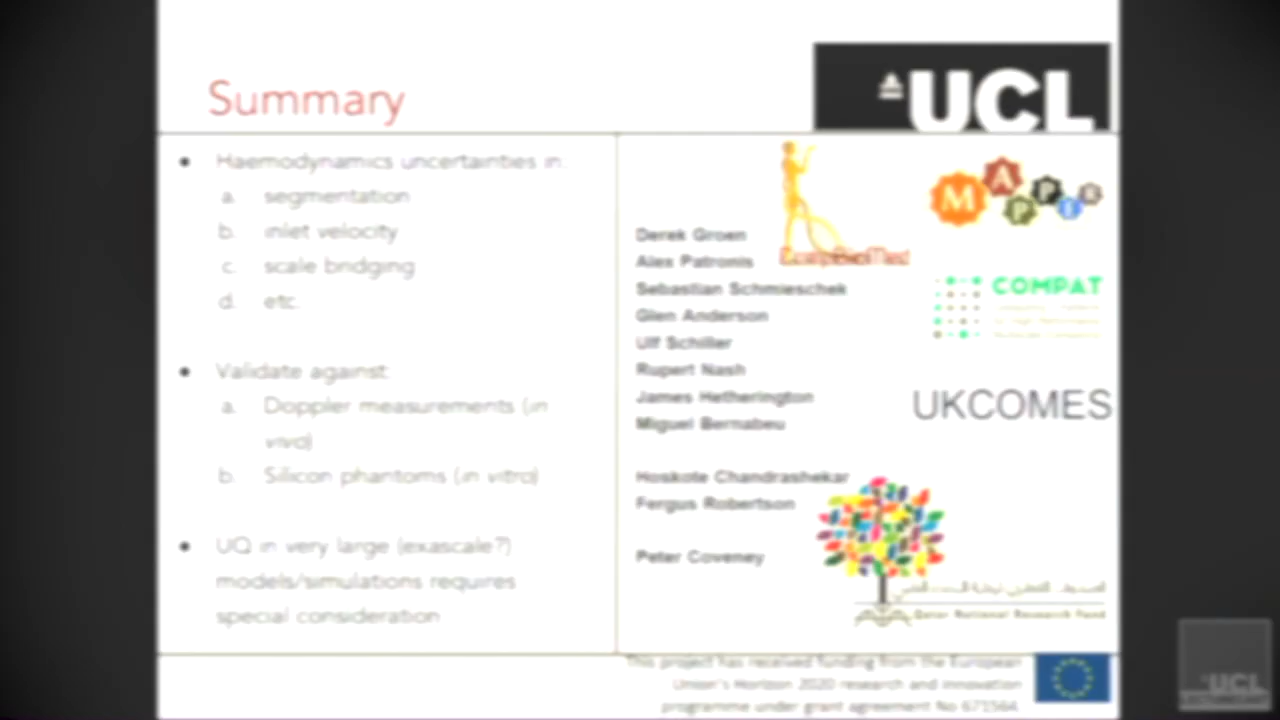 UCL
Summary
• Haemodynamics uncertainties in:
a. segmentation
b. inlet velocity
c. scale bridging
d. etc.
• Validate against:
a. Doppler measurements (in
vivo)
b. Silicon phantoms (in vitro)
• UQ in very large (exascale?)
models/simulations requires
special consideration
Derek Groen
Alex Patronis
Sebastian Schmieschek
Glen Anderson
Ulf Schiller
Rupert Nash
James Hetherington
Miguel Bernabeu
Hoskote Chandrashekar
Fergus Robertson
Peter Coveney
CompBioMed
MAPPER
COMPAT
UKCOMES
Qatar National Research Fund
This project has received funding from the European
Union's Horizon 2020 research and innovation
programme under grant agreement No 671564
UCL